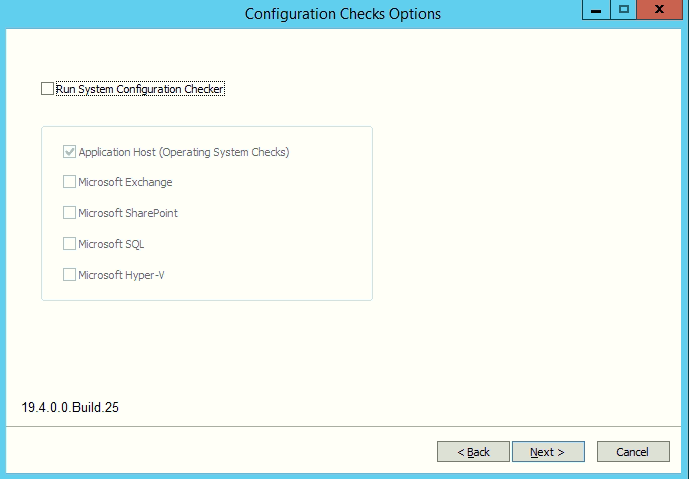 Configuration Checks Options
Run System Configuration Checker
Application Host (Operating System Checks)
Microsoft Exchange
Microsoft SharePoint
Microsoft SQL
Microsoft Hyper-V
19.4.0.0.Build.25
< Back
Next >
Cancel